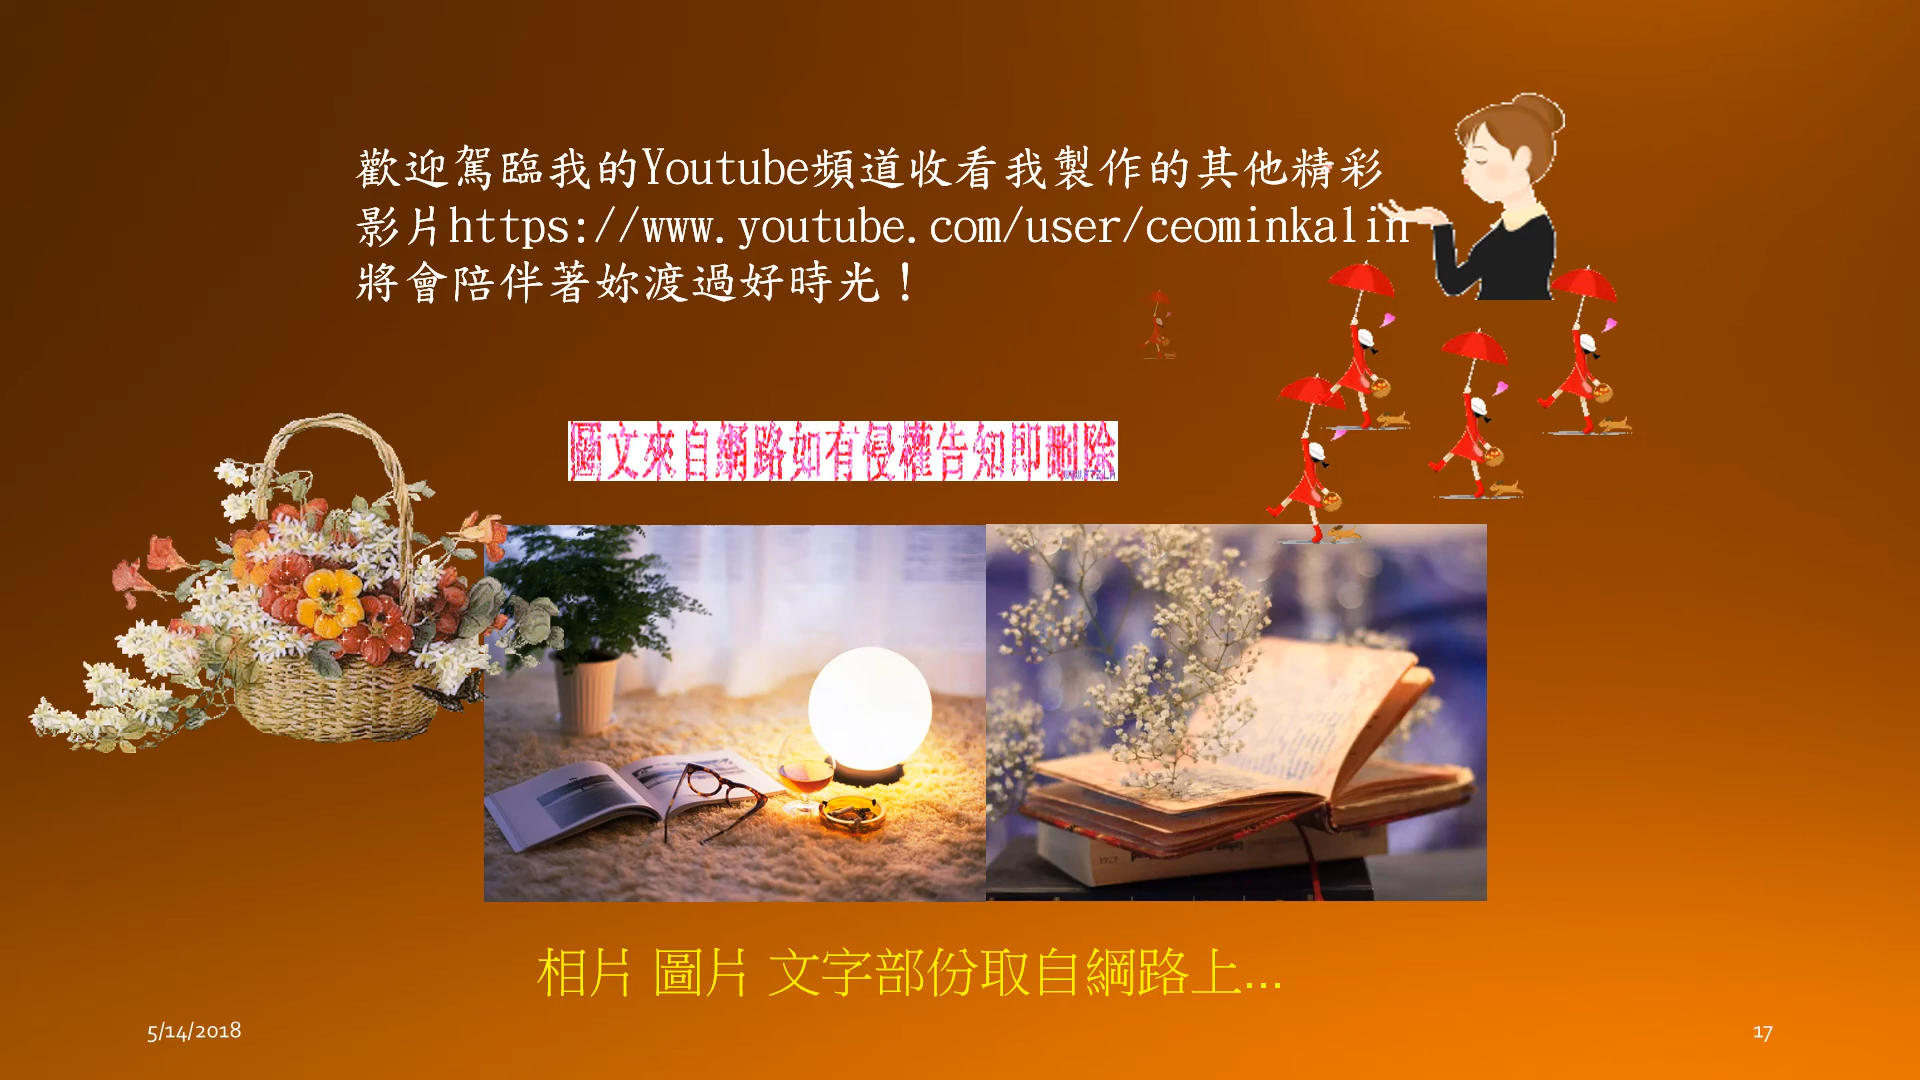 歡迎駕臨我的Youtube頻道收看我製作的其他精彩
影片https://www.youtube.com/user/ceominkalin
將會陪伴著妳渡過好時光！
圖文來自網路如有侵權告知即刪除
相片 圖片 文字部份取自網路上...
5/14/2018
17